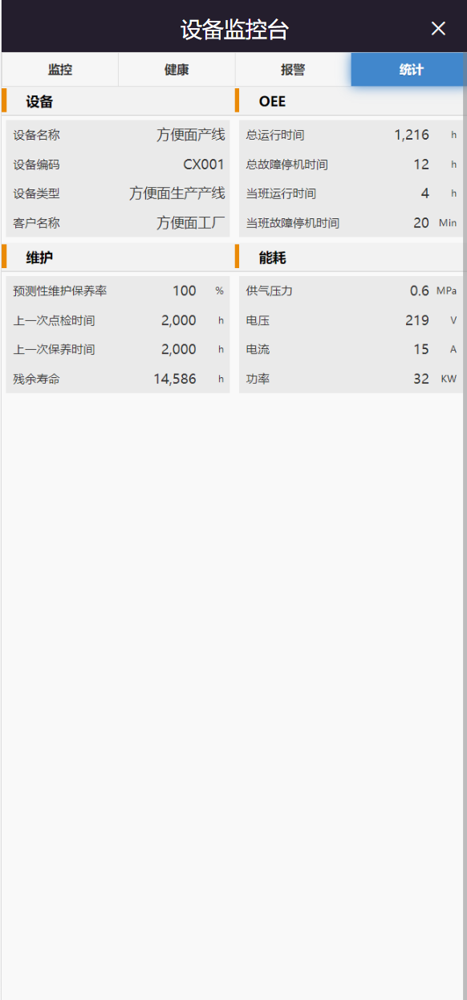 设备监控台
监控 健康 报警 统计
设备
设备名称 方便面产线
设备编码 CX001
设备类型 方便面生产产线
客户名称 方便面工厂
OEE
总运行时间 1,216 h
总故障停机时间 12 h
当班运行时间 4 h
当班故障停机时间 20 Min
维护
预测性维护保养率 100 %
上一次点检时间 2,000 h
上一次保养时间 2,000 h
残余寿命 14,586 h
能耗
供气压力 0.6 MPa
电压 219 V
电流 15 A
功率 32 KW